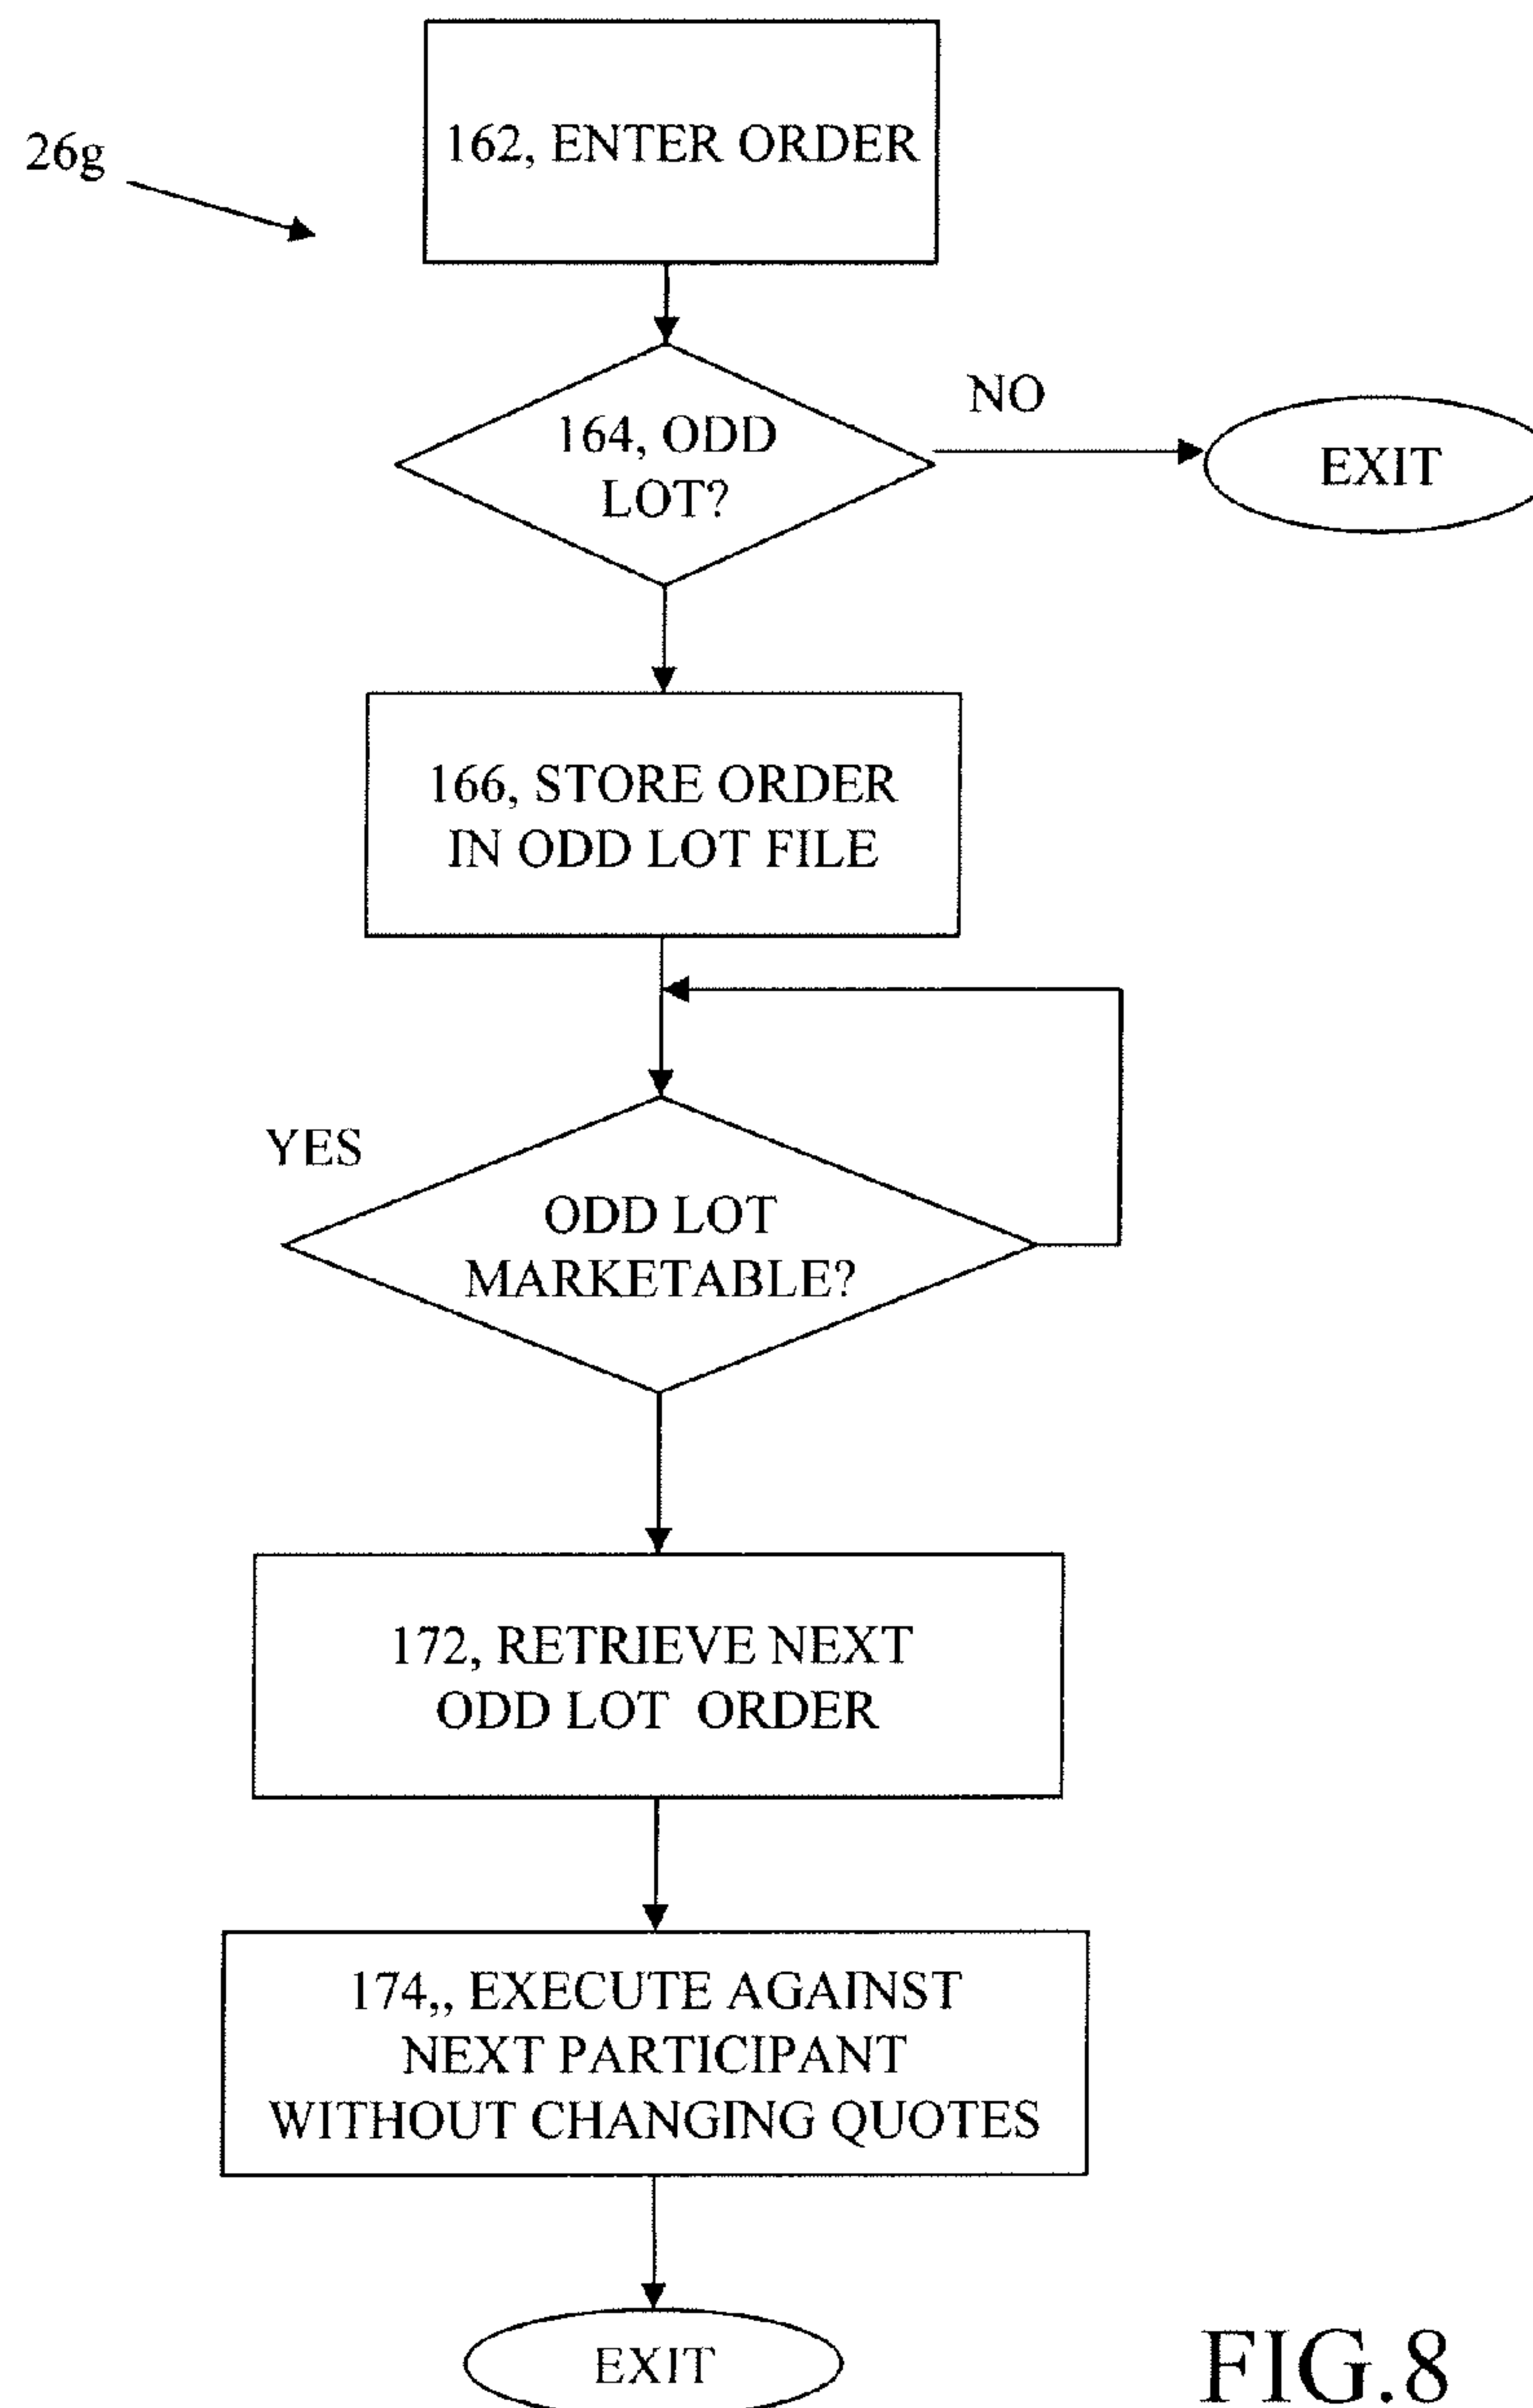 162, ENTER ORDER
26g
164, ODD
LOT?
NO
EXIT
166, STORE ORDER
IN ODD LOT FILE
YES
ODD LOT
MARKETABLE?
172, RETRIEVE NEXT
ODD LOT ORDER
174,, EXECUTE AGAINST
NEXT PARTICIPANT
WITHOUT CHANGING QUOTES
EXIT
FIG.8